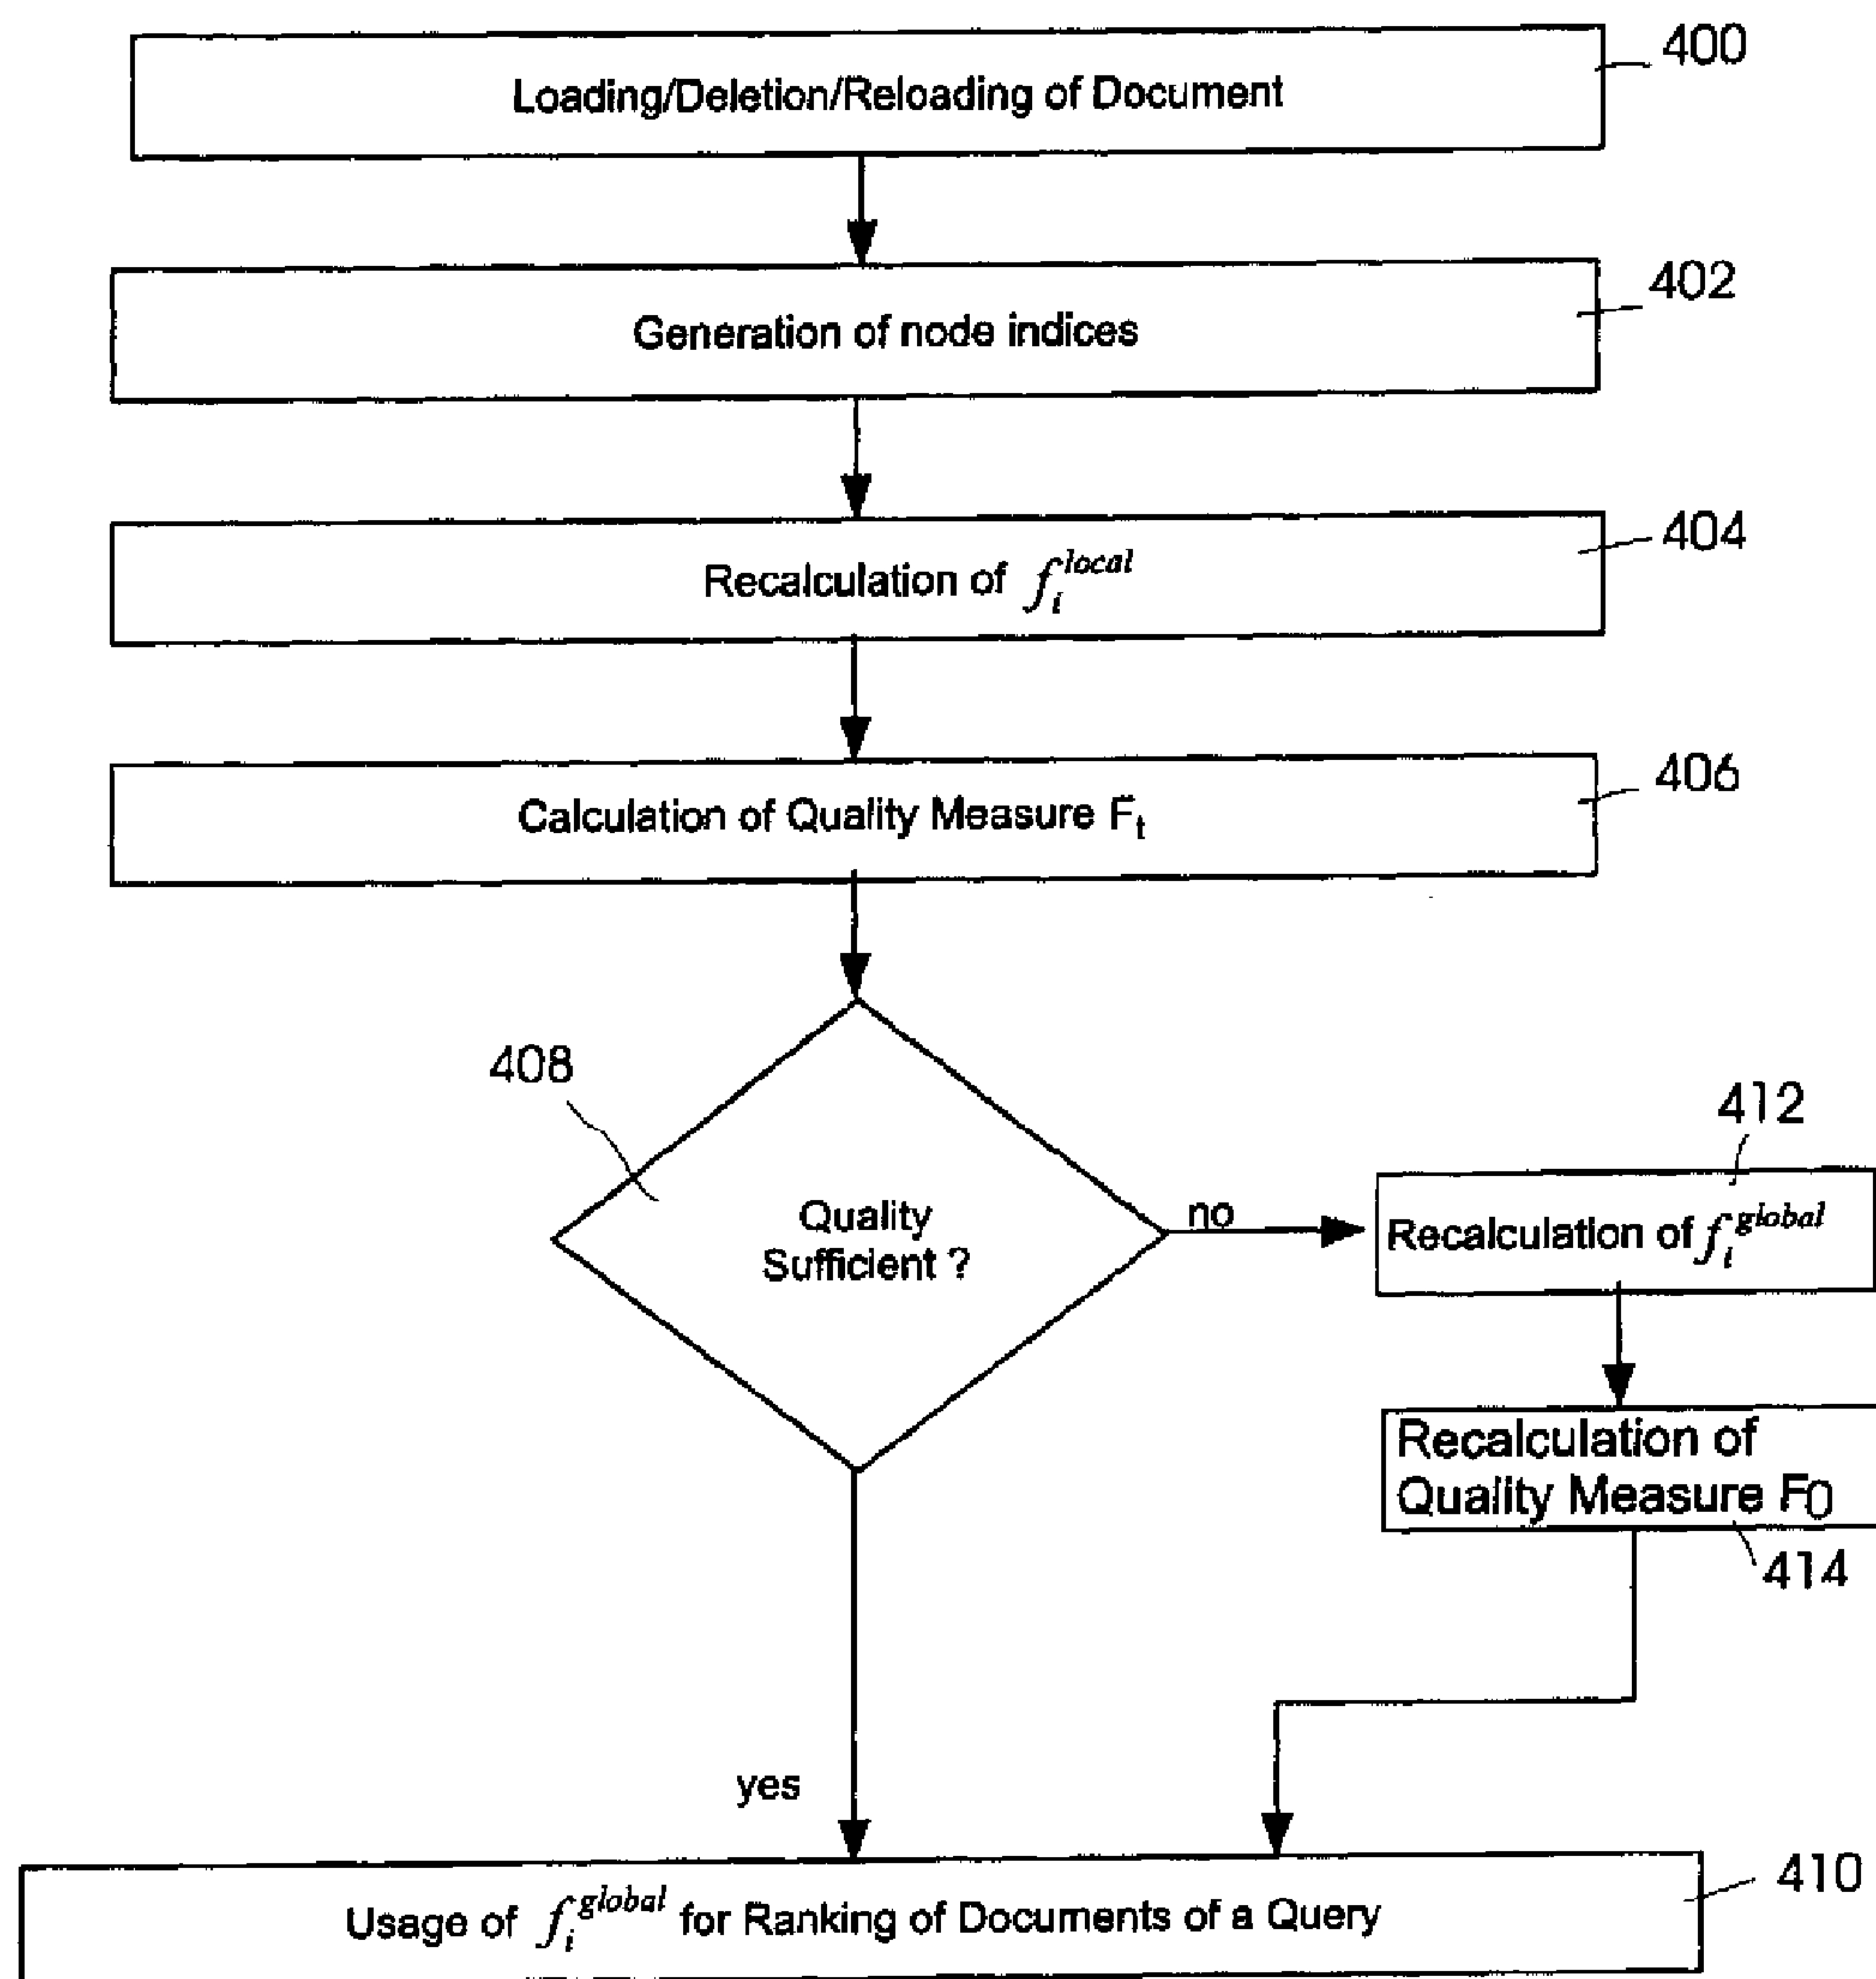 400
Loading/Deletion/Reloading of Document
402
Generation of node indices
404
Recalculation of f_i^local
406
Calculation of Quality Measure F_t
408
Quality
Sufficient ?
no
412
Recalculation of f_i^global
Recalculation of
Quality Measure F0
414
yes
410
Usage of f_i^global for Ranking of Documents of a Query